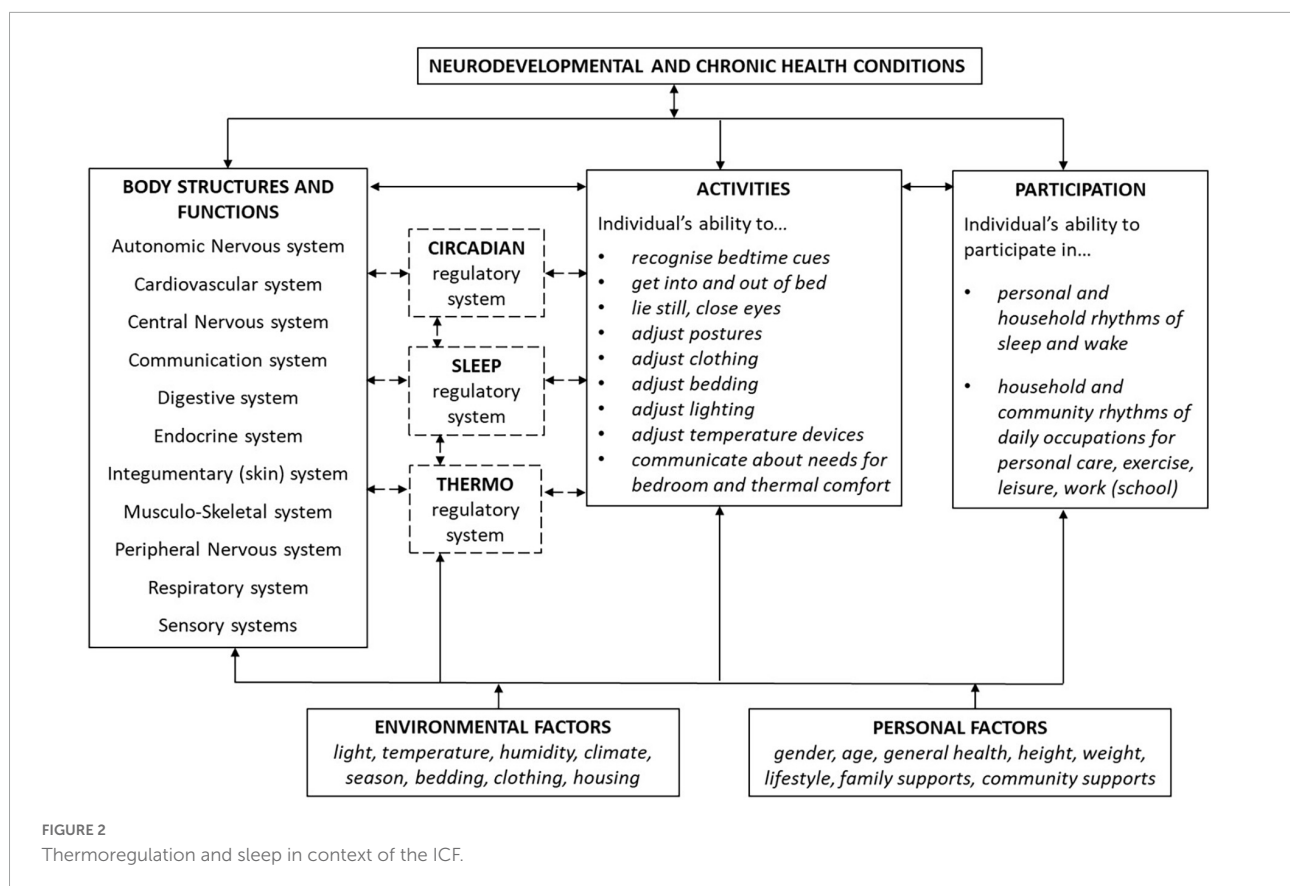 NEURODEVELOPMENTAL AND CHRONIC HEALTH CONDITIONS
BODY STRUCTURES AND
FUNCTIONS
Autonomic Nervous system
Cardiovascular system
Central Nervous system
Communication system
Digestive system
Endocrine system
Integumentary (skin) system
Musculo-Skeletal system
Peripheral Nervous system
Respiratory system
Sensory systems
CIRCADIAN
regulatory
system
SLEEP
regulatory
system
THERMO
regulatory
system
ACTIVITIES
Individual's ability to...
• recognise bedtime cues
• get into and out of bed
• lie still, close eyes
• adjust postures
• adjust clothing
• adjust bedding
• adjust lighting
• adjust temperature devices
• communicate about needs for
bedroom and thermal comfort
PARTICIPATION
Individual's ability to
participate in...
• personal and
household rhythms of
sleep and wake
• household and
community rhythms of
daily occupations for
personal care, exercise,
leisure, work (school)
ENVIRONMENTAL FACTORS
light, temperature, humidity, climate,
season, bedding, clothing, housing
PERSONAL FACTORS
gender, age, general health, height, weight,
lifestyle, family supports, community supports
FIGURE 2
Thermoregulation and sleep in context of the ICF.